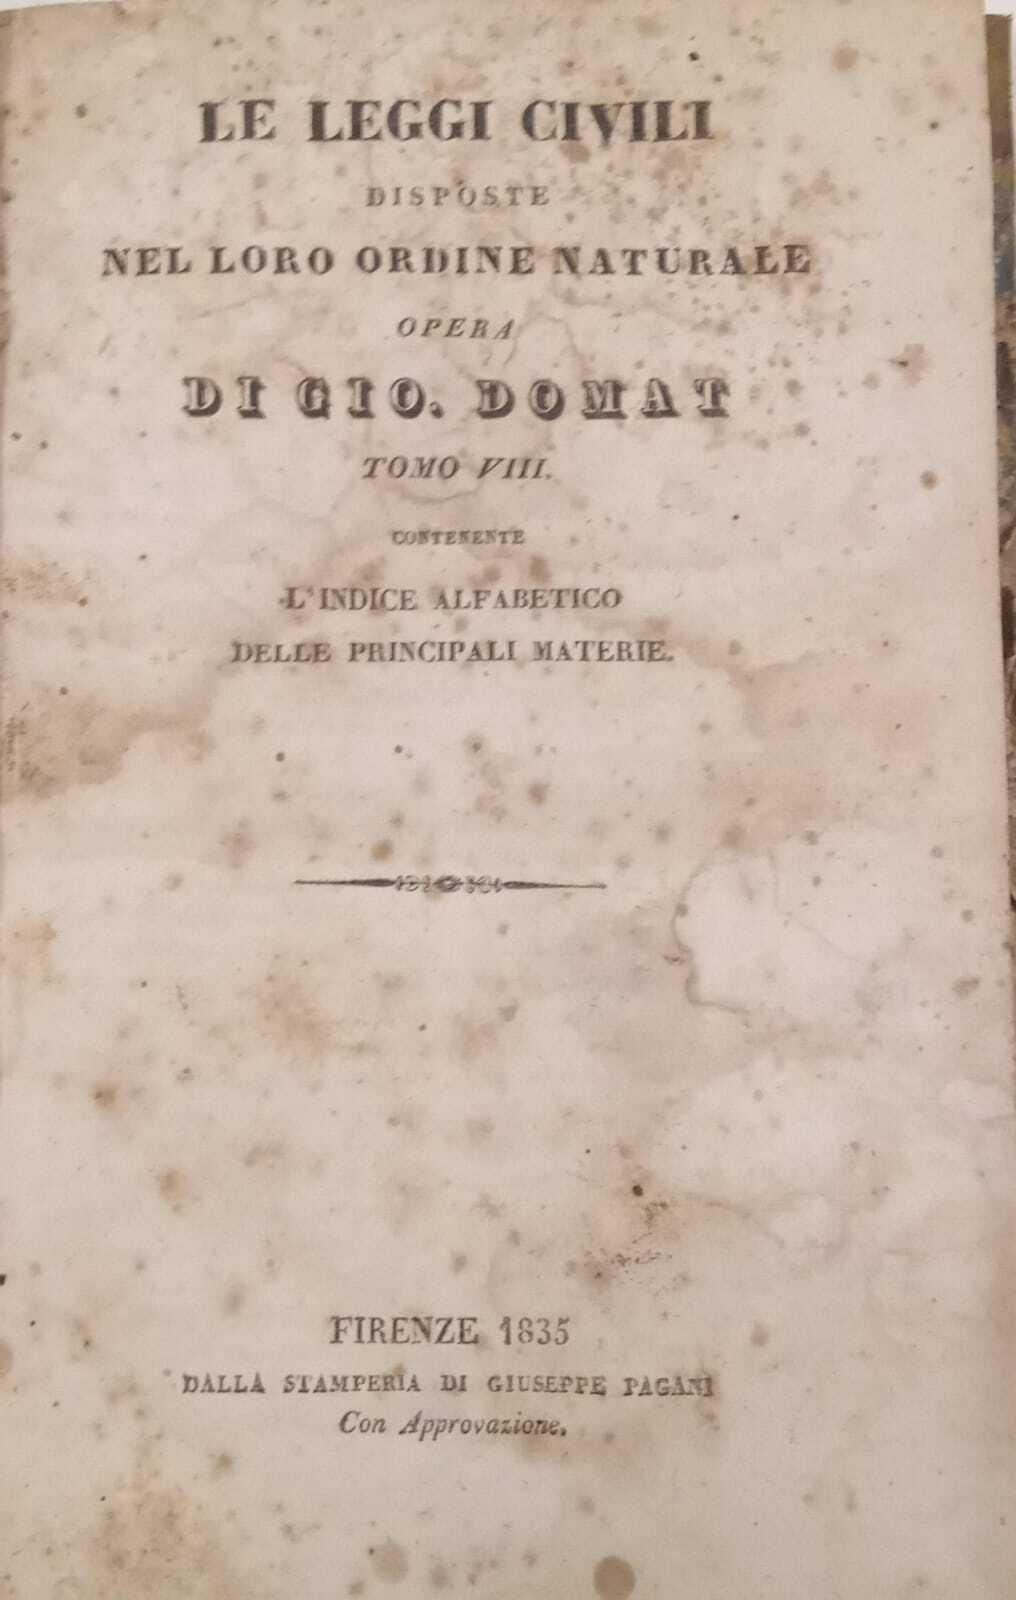 LE LEGGI CIVILI
DISPOSTE
NEL LORO ORDINE NATURALE
OPERA
DI GIO. DOMAT
TOMO VIII.
CONTENENTE
L'INDICE ALFABETICO
DELLE PRINCIPALI MATERIE.
FIRENZE 1835
DALLA STAMPERIA DI GIUSEPPE PAGANI
Con Approvazione.